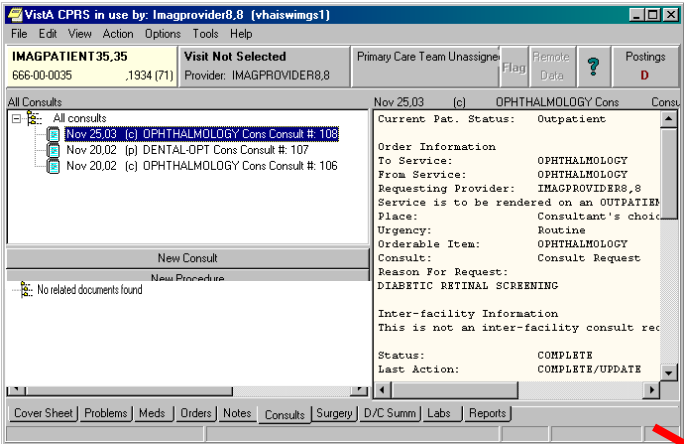 VistA CPRS in use by: Imagprovider8,8 (vhaiswimgs1)
File Edit View Action Options Tools Help
IMAGPATIENT35,35
666-00-0035 ,1934 (71)
Visit Not Selected
Provider: IMAGPROVIDER8,8
Primary Care Team Unassigne
Flag
Remote
Data
?
Postings
D
All Consults
All consults
Nov 25,03 (c) OPHTHALMOLOGY Cons Consult #: 108
Nov 20,02 (p) DENTAL-OPT Cons Consult #: 107
Nov 20,02 (c) OPHTHALMOLOGY Cons Consult #: 106
New Consult
New Procedure
No related documents found
Nov 25,03 (c) OPHTHALMOLOGY Cons Consu
Current Pat. Status: Outpatient
Order Information
To Service: OPHTHALMOLOGY
From Service: OPHTHALMOLOGY
Requesting Provider: IMAGPROVIDER8,8
Service is to be rendered on an OUTPATIEN
Place: Consultant's choic
Urgency: Routine
Orderable Item: OPHTHALMOLOGY
Consult: Consult Request
Reason For Request:
DIABETIC RETINAL SCREENING
Inter-facility Information
This is not an inter-facility consult rec
Status: COMPLETE
Last Action: COMPLETE/UPDATE
Cover Sheet Problems Meds Orders Notes Consults Surgery D/C Summ Labs Reports